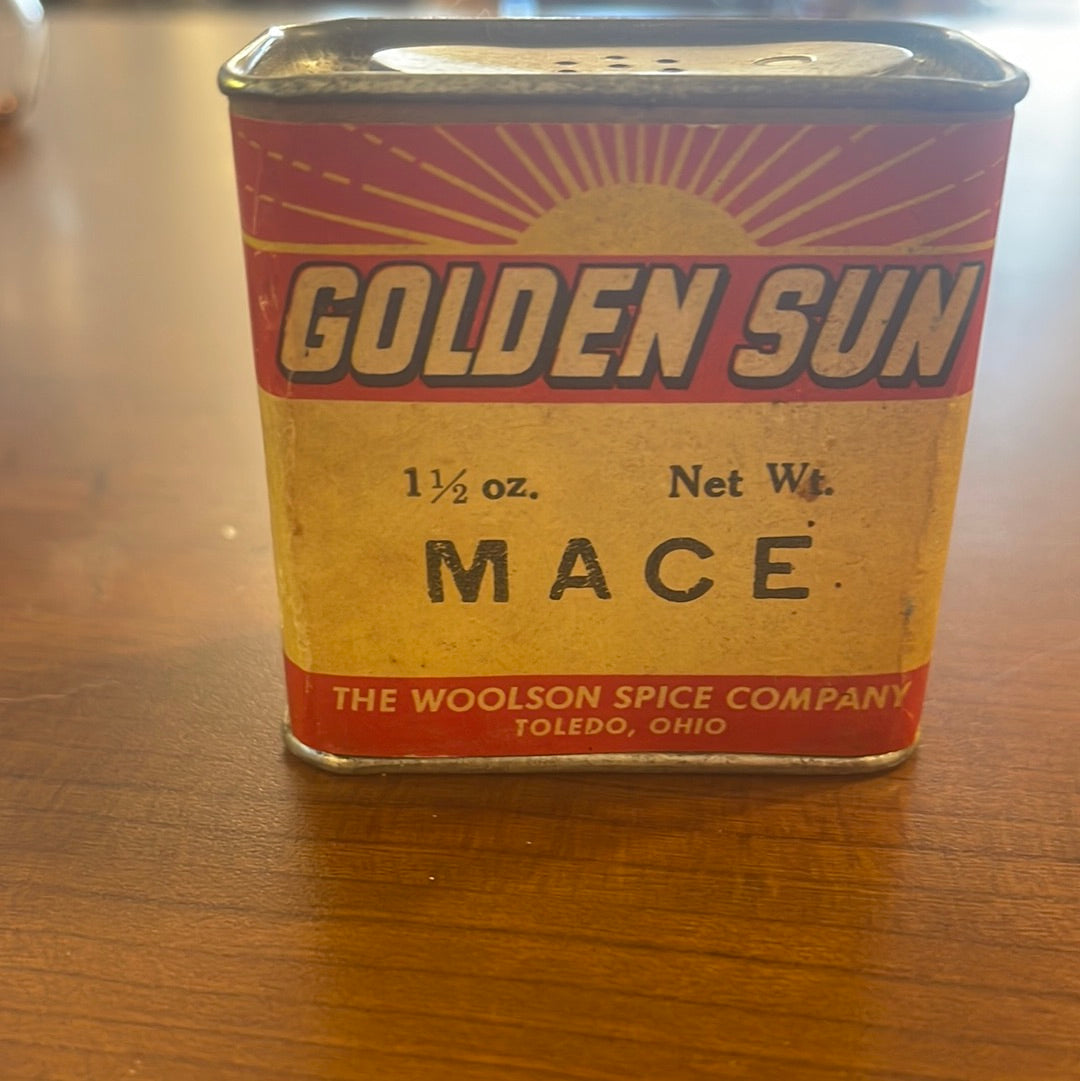 GOLDEN SUN
1½ oz. Net Wt.
MACE.
THE WOOLSON SPICE COMPANY
TOLEDO, OHIO